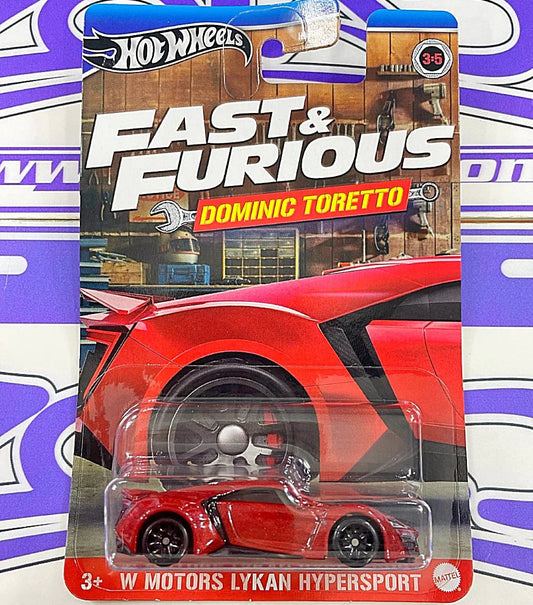 HOT WHEELS
3:5
FAST &
FURIOUS
DOMINIC TORETTO
3+ W MOTORS LYKAN HYPERSPORT
MATTEL